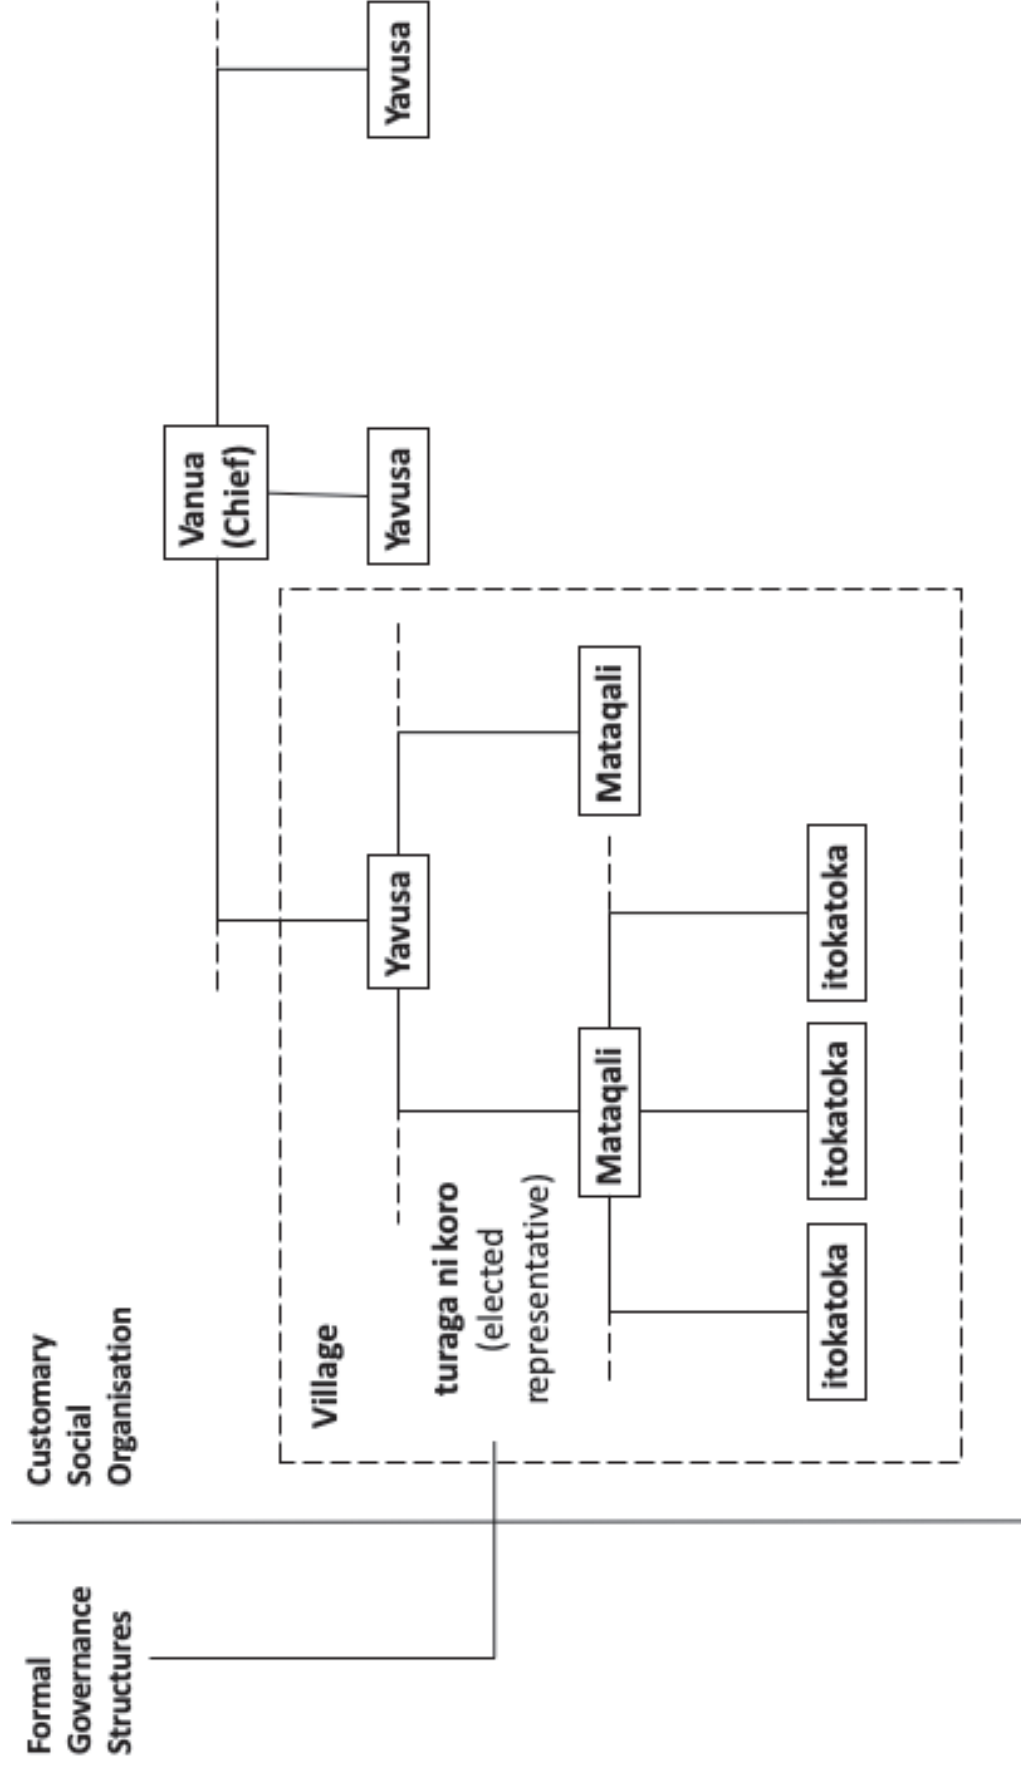 Formal
Governance
Structures
Customary
Social
Organisation
Vanua
(Chief)
Village
Yavusa
Yavusa
Yavusa
turaga ni koro
(elected
representative)
Mataqali
Mataqali
itokatoka
itokatoka
itokatoka